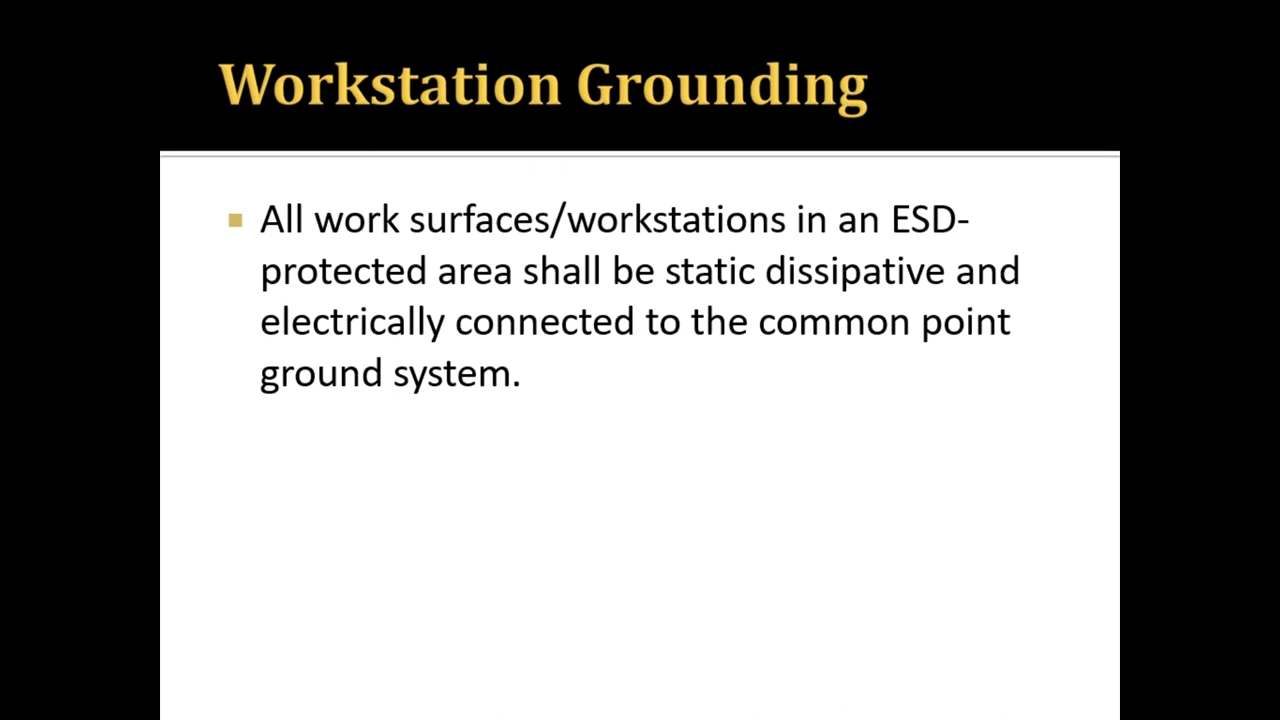 Workstation Grounding
All work surfaces/workstations in an ESD-
protected area shall be static dissipative and
electrically connected to the common point
ground system.